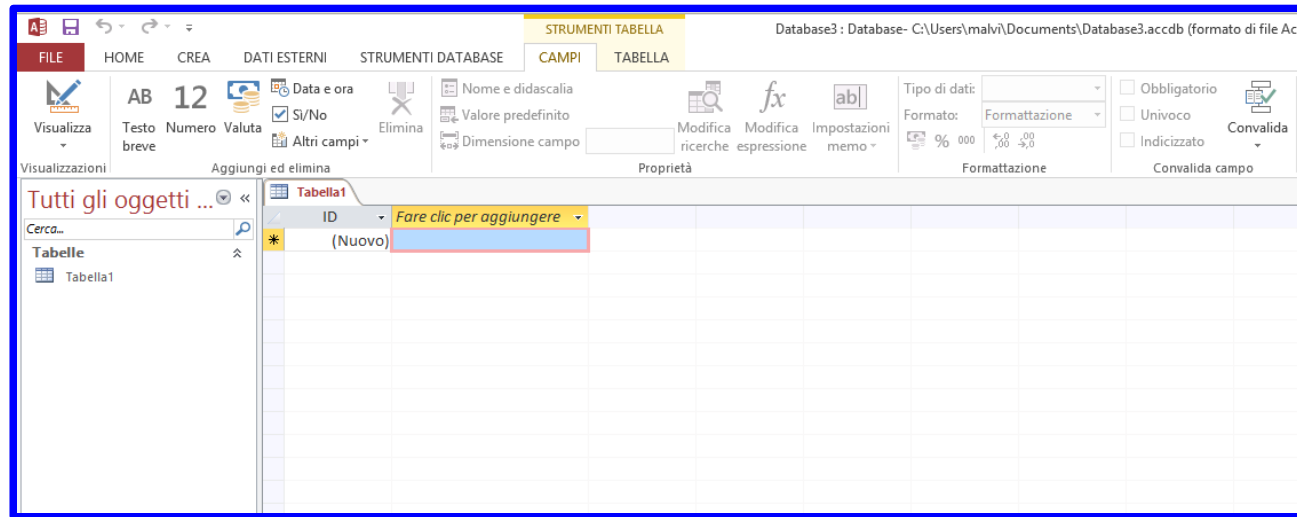 STRUMENTI TABELLA
Database3 : Database- C:\Users\malvi\Documents\Database3.accdb (formato di file Ac
FILE HOME CREA DATI ESTERNI STRUMENTI DATABASE CAMPI TABELLA
Visualizza
AB Testo breve
12 Numero
Valuta
Data e ora
Sì/No
Altri campi
Elimina
Nome e didascalia
Valore predefinito
Dimensione campo
Modifica ricerche
fx Modifica espressione
ab| Impostazioni memo
Tipo di dati:
Formato: Formattazione
% 000 ,00 ,0
Obbligatorio
Univoco
Indicizzato
Convalida
Visualizzazioni Aggiungi ed elimina Proprietà Formattazione Convalida campo
Tutti gli oggetti ...
Cerca...
Tabelle
Tabella1
Tabella1
ID Fare clic per aggiungere
* (Nuovo)